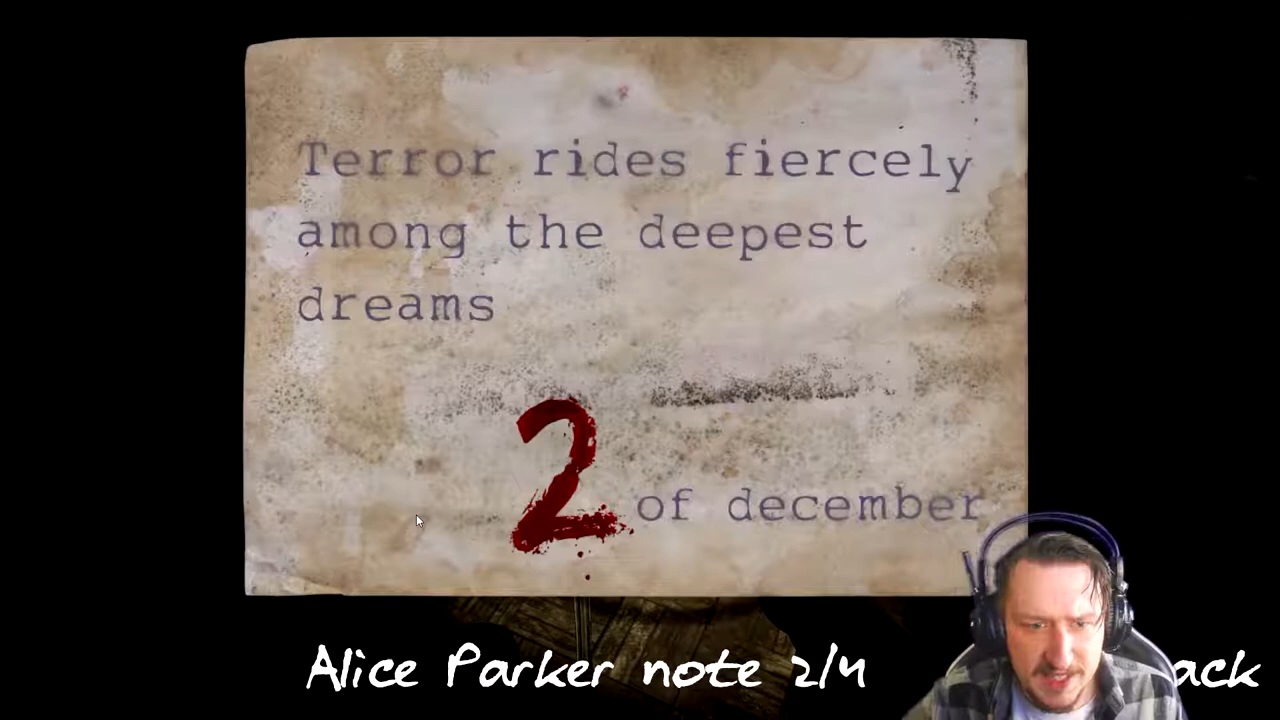 Terror rides fiercely
among the deepest
dreams
2 of december
Alice Parker note 2/4
ack